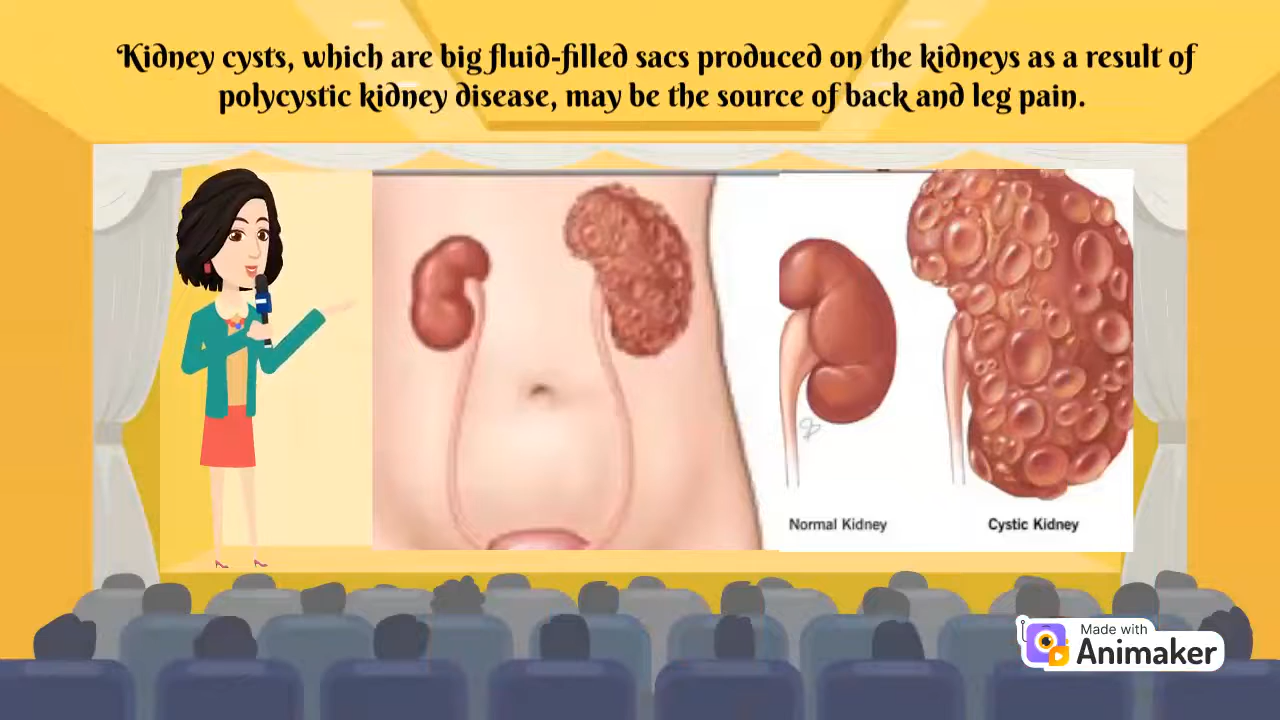 Kidney cysts, which are big fluid-filled sacs produced on the kidneys as a result of
polycystic kidney disease, may be the source of back and leg pain.
Normal Kidney
Cystic Kidney
Made with
Animaker